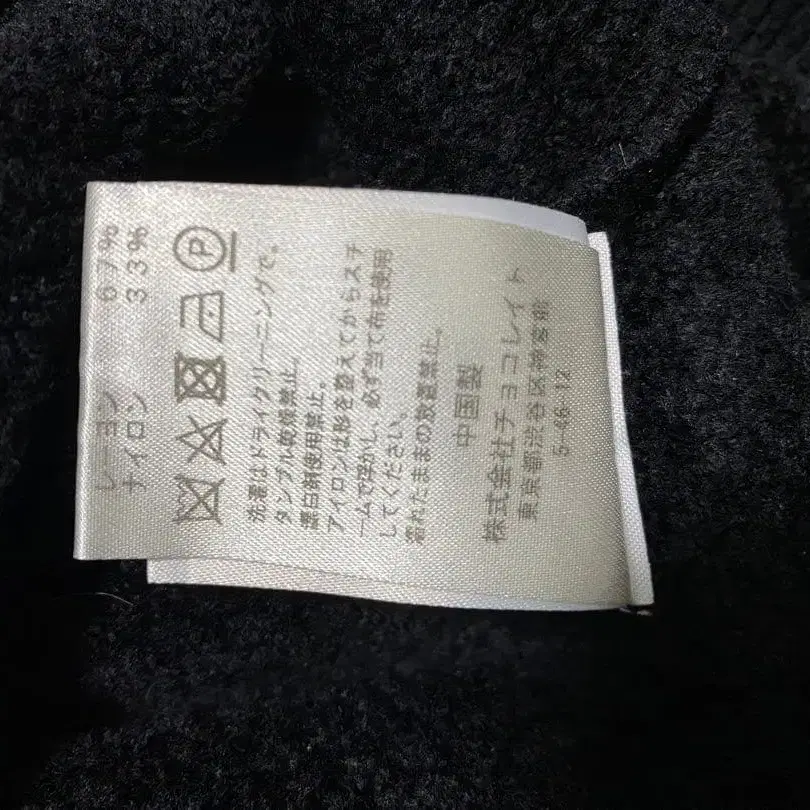 レーヨン 67%
ナイロン 33%
P
洗濯はドライクリーニングで。
タンブル乾燥禁止。
漂白剤使用禁止。
アイロンは形を整えてからスチ
ームで浮かし、必ず当て布を使用
してください。
濡れたままの放置禁止。
中国製
株式会社チョコレイト
東京都渋谷区神宮前
5-46-12